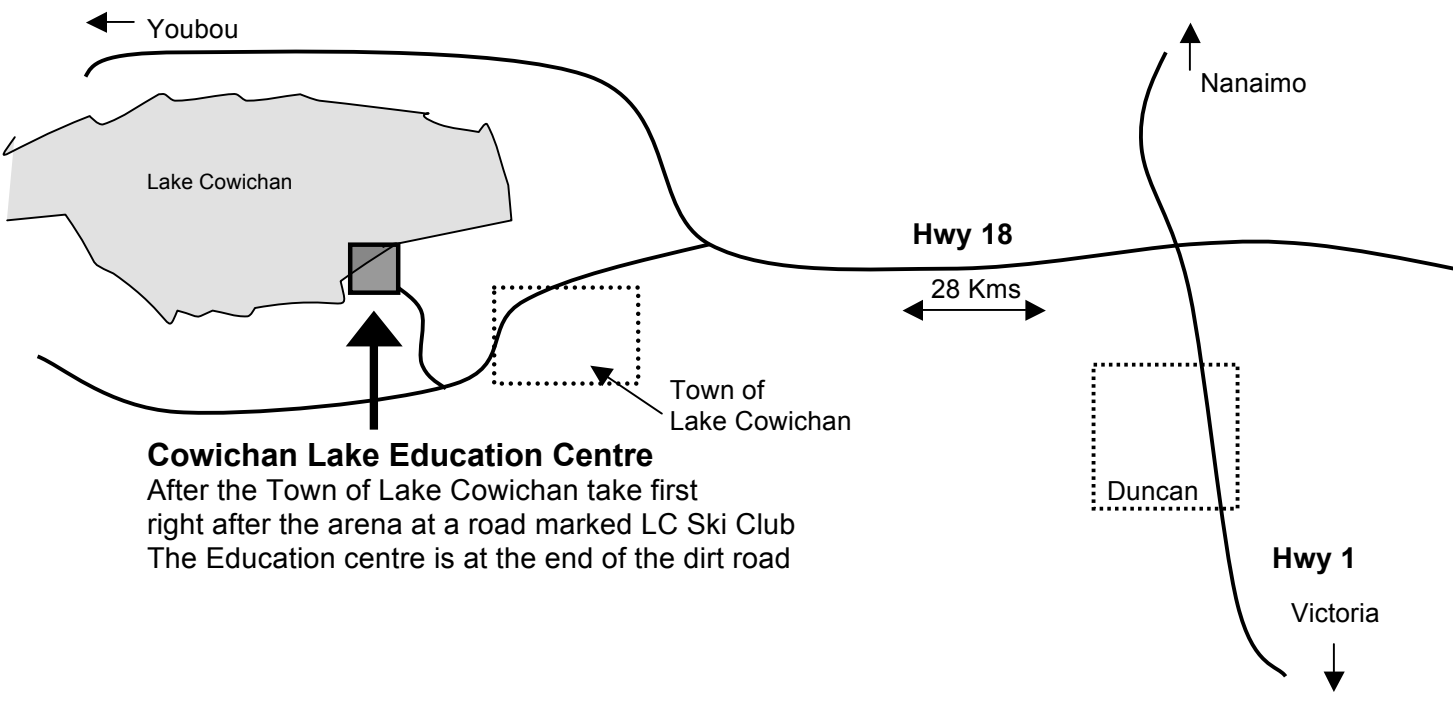 Youbou
Nanaimo
Lake Cowichan
Hwy 18
28 Kms
Town of
Lake Cowichan
Cowichan Lake Education Centre
After the Town of Lake Cowichan take first
right after the arena at a road marked LC Ski Club
The Education centre is at the end of the dirt road
Duncan
Hwy 1
Victoria